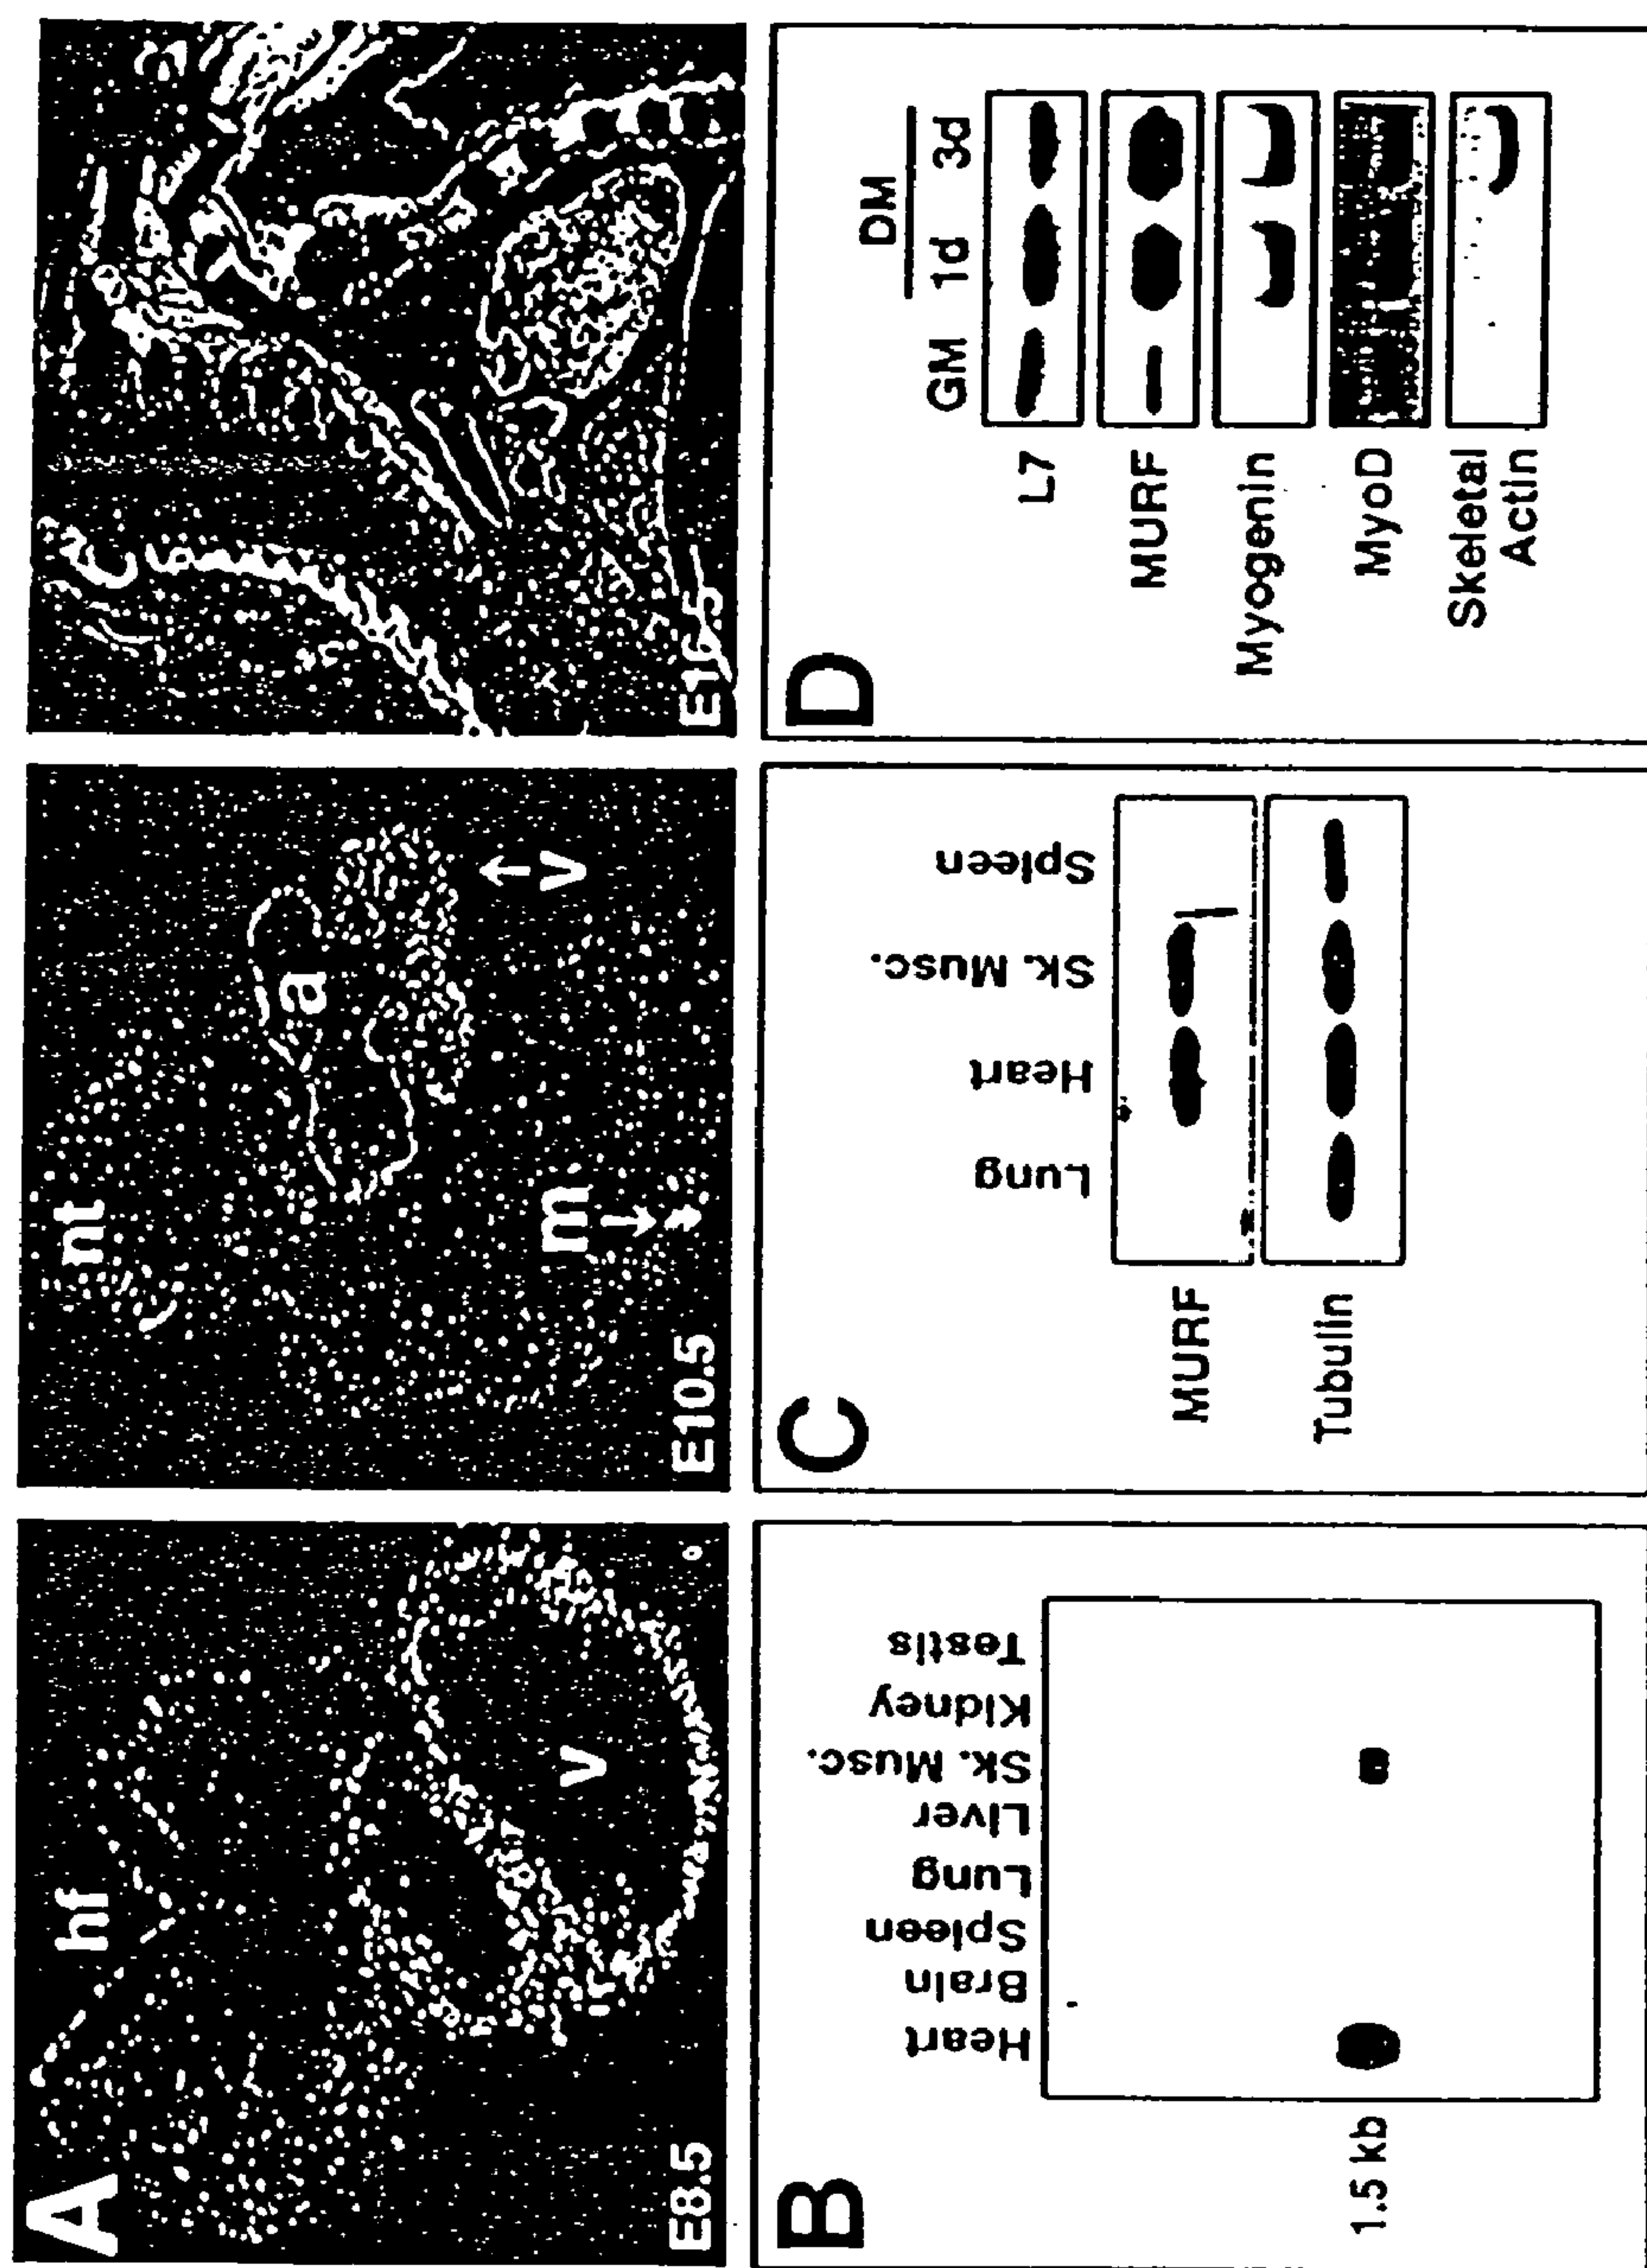 A
hf
v
E8.5
nt
a
m
v
E10.5
E16.5
B
Heart
Brain
Spleen
Lung
Liver
Sk. Musc.
Kidney
Testis
1.5 kb
C
Lung
Heart
Sk. Musc.
Spleen
MURF
Tubulin
D
DM
GM 1d 3d
L7
MURF
Myogenin
MyoD
Skeletal
Actin